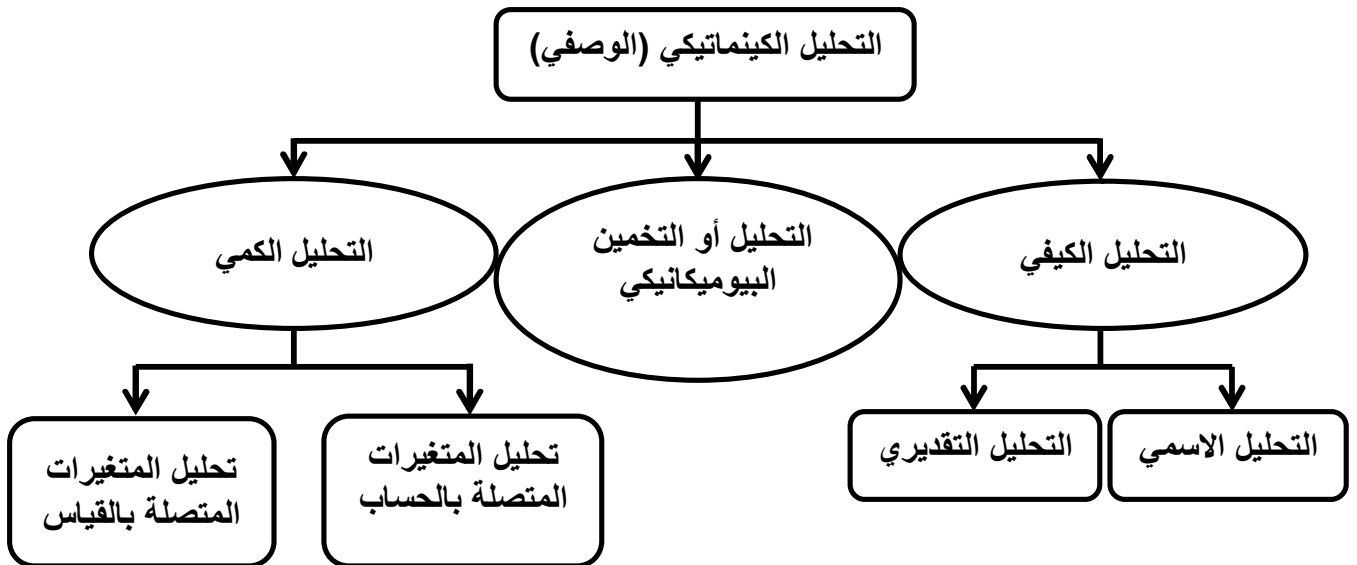 التحليل الكينماتيكي (الوصفي)
التحليل الكيفي
التحليل أو التخمين
البيوميكانيكي
التحليل الكمي
التحليل الاسمي
التحليل التقديري
تحليل المتغيرات
المتصلة بالحساب
تحليل المتغيرات
المتصلة بالقياس